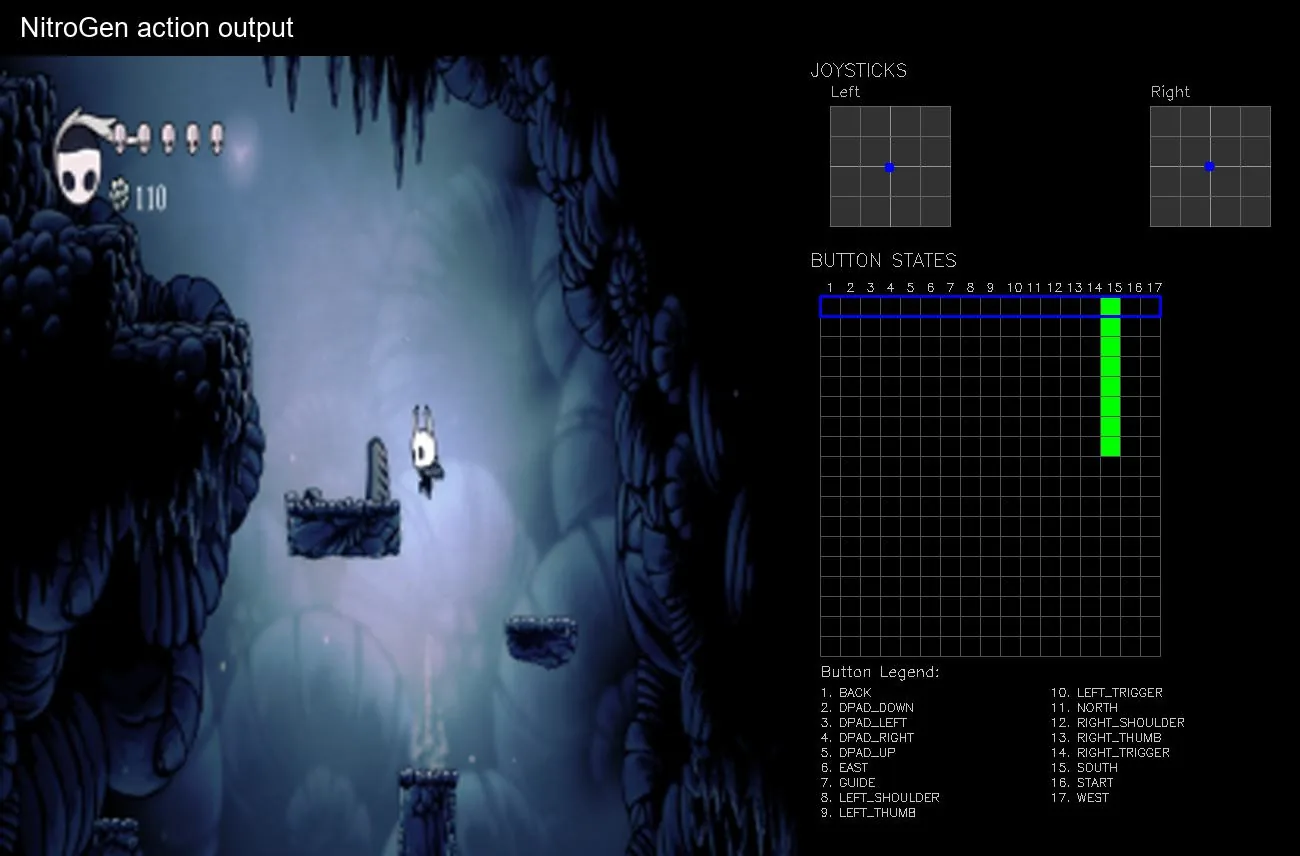 NitroGen action output
110
JOYSTICKS
Left
Right
BUTTON STATES
1 2 3 4 5 6 7 8 9 10 11 12 13 14 15 16 17
Button Legend:
1. BACK
2. DPAD_DOWN
3. DPAD_LEFT
4. DPAD_RIGHT
5. DPAD_UP
6. EAST
7. GUIDE
8. LEFT_SHOULDER
9. LEFT_THUMB
10. LEFT_TRIGGER
11. NORTH
12. RIGHT_SHOULDER
13. RIGHT_THUMB
14. RIGHT_TRIGGER
15. SOUTH
16. START
17. WEST